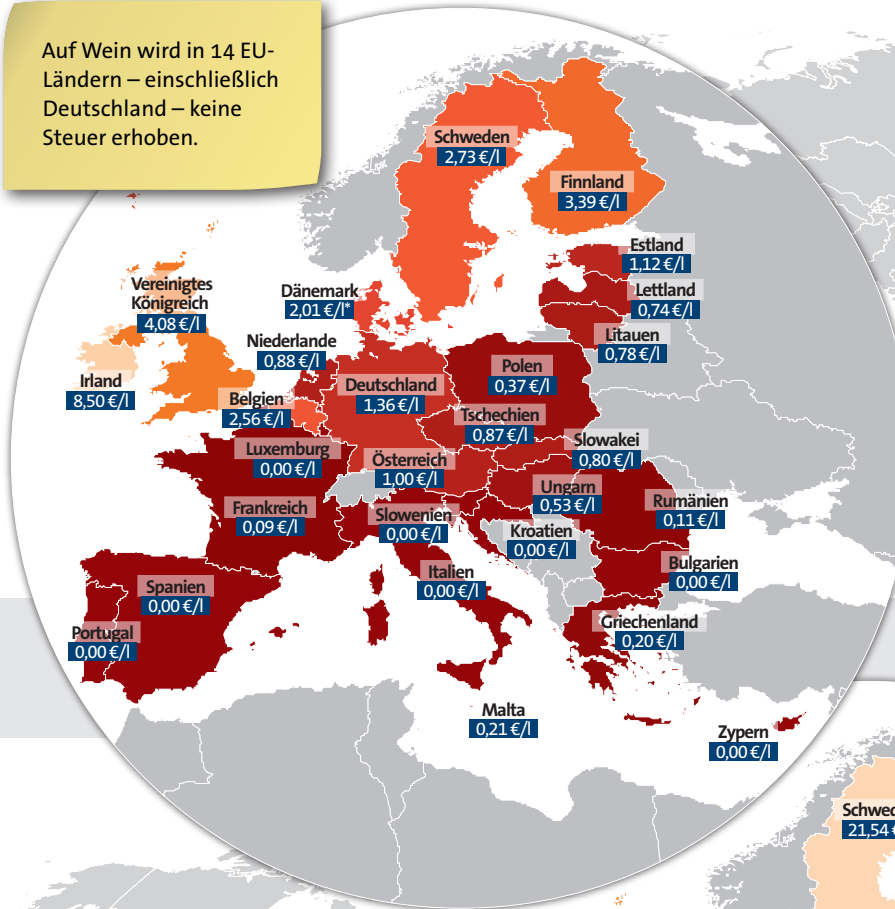 Auf Wein wird in 14 EU-
Ländern – einschließlich
Deutschland – keine
Steuer erhoben.
Schweden
2,73 €/l
Finnland
3,39 €/l
Estland
1,12 €/l
Lettland
0,74 €/l
Litauen
0,78 €/l
Vereinigtes
Königreich
4,08 €/l
Dänemark
2,01 €/l*
Niederlande
0,88 €/l
Irland
8,50 €/l
Belgien
2,56 €/l
Deutschland
1,36 €/l
Polen
0,37 €/l
Tschechien
0,87 €/l
Luxemburg
0,00 €/l
Österreich
1,00 €/l
Slowakei
0,80 €/l
Ungarn
0,53 €/l
Rumänien
0,11 €/l
Frankreich
0,09 €/l
Slowenien
0,00 €/l
Kroatien
0,00 €/l
Bulgarien
0,00 €/l
Italien
0,00 €/l
Spanien
0,00 €/l
Portugal
0,00 €/l
Griechenland
0,20 €/l
Malta
0,21 €/l
Zypern
0,00 €/l
21,54